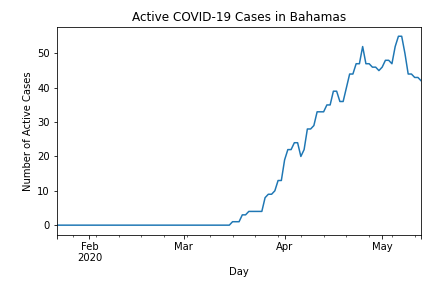 Active COVID-19 Cases in Bahamas
Number of Active Cases
50
40
30
20
10
0
Feb
2020
Mar
Apr
May
Day